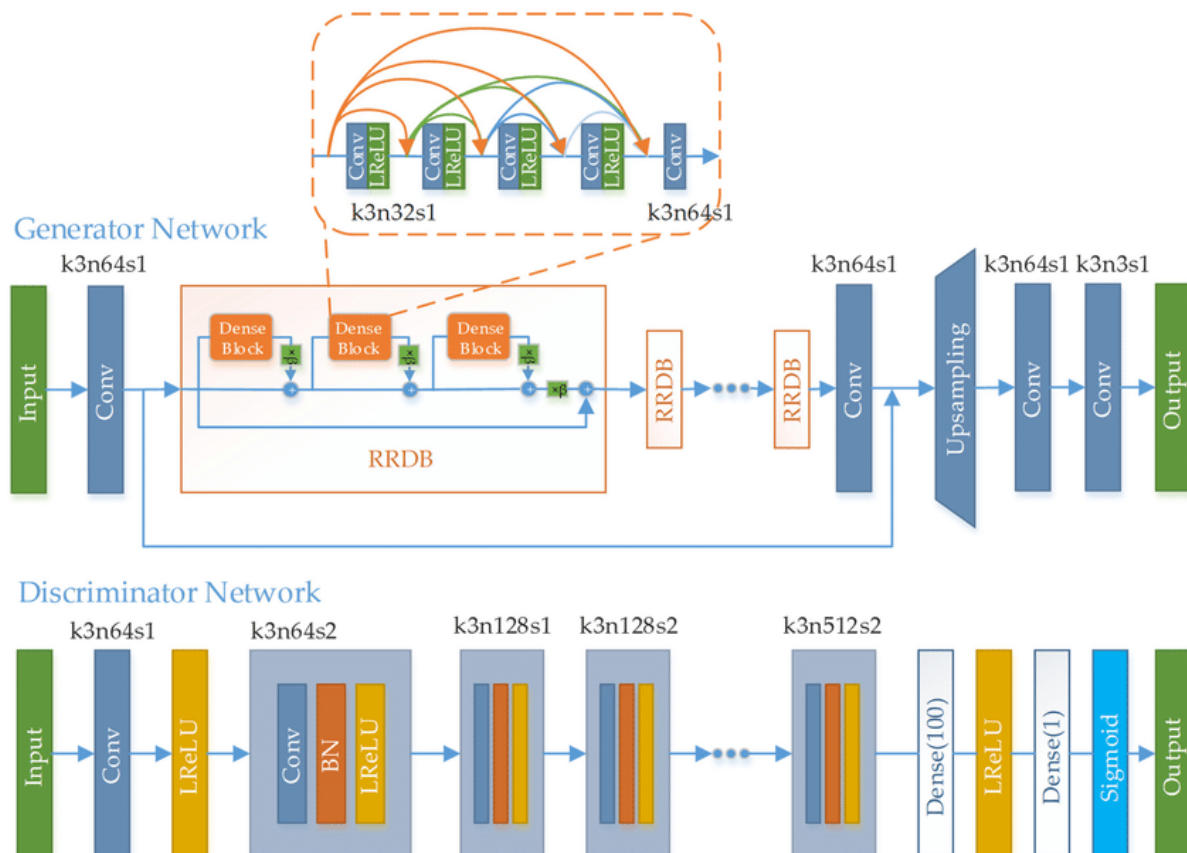 Conv
LReLU
Conv
LReLU
Conv
LReLU
Conv
LReLU
Conv
k3n32s1
k3n64s1
Generator Network
k3n64s1
k3n64s1
k3n64s1
k3n3s1
Input
Conv
Dense
Block
×β
+
Dense
Block
×β
+
Dense
Block
×β
+
×β
+
RRDB
RRDB
RRDB
Conv
Upsampling
Conv
Conv
Output
Discriminator Network
k3n64s1
k3n64s2
k3n128s1
k3n128s2
k3n512s2
Input
Conv
LReLU
Conv
BN
LReLU
Dense(100)
LReLU
Dense(1)
Sigmoid
Output